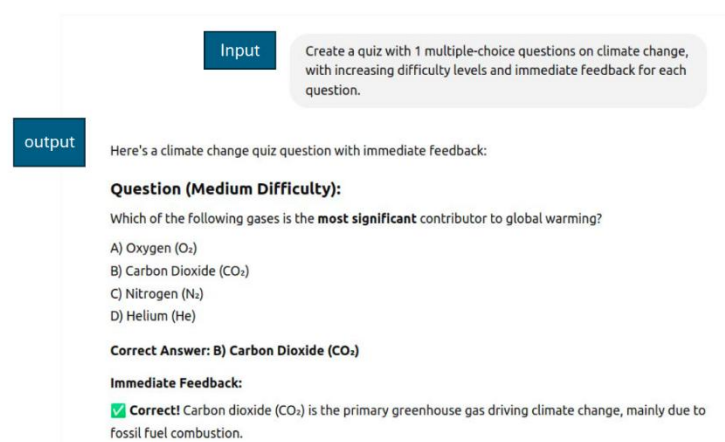 Input
Create a quiz with 1 multiple-choice questions on climate change,
with increasing difficulty levels and immediate feedback for each
question.
output
Here's a climate change quiz question with immediate feedback:
Question (Medium Difficulty):
Which of the following gases is the most significant contributor to global warming?
A) Oxygen (O₂)
B) Carbon Dioxide (CO₂)
C) Nitrogen (N₂)
D) Helium (He)
Correct Answer: B) Carbon Dioxide (CO₂)
Immediate Feedback:
✅ Correct! Carbon dioxide (CO₂) is the primary greenhouse gas driving climate change, mainly due to
fossil fuel combustion.